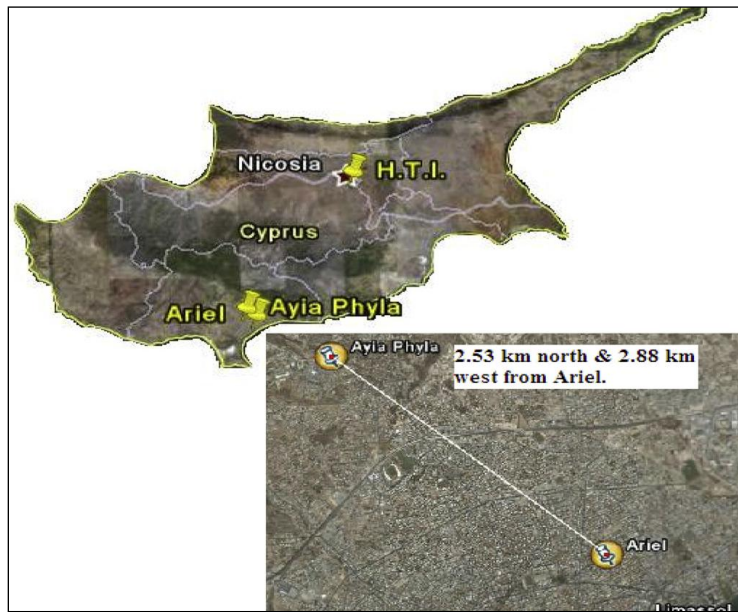 Nicosia
H.T.I.
Cyprus
Ariel
Ayia Phyla
Ayia Phyla
2.53 km north & 2.88 km
west from Ariel.
Ariel
Limassol